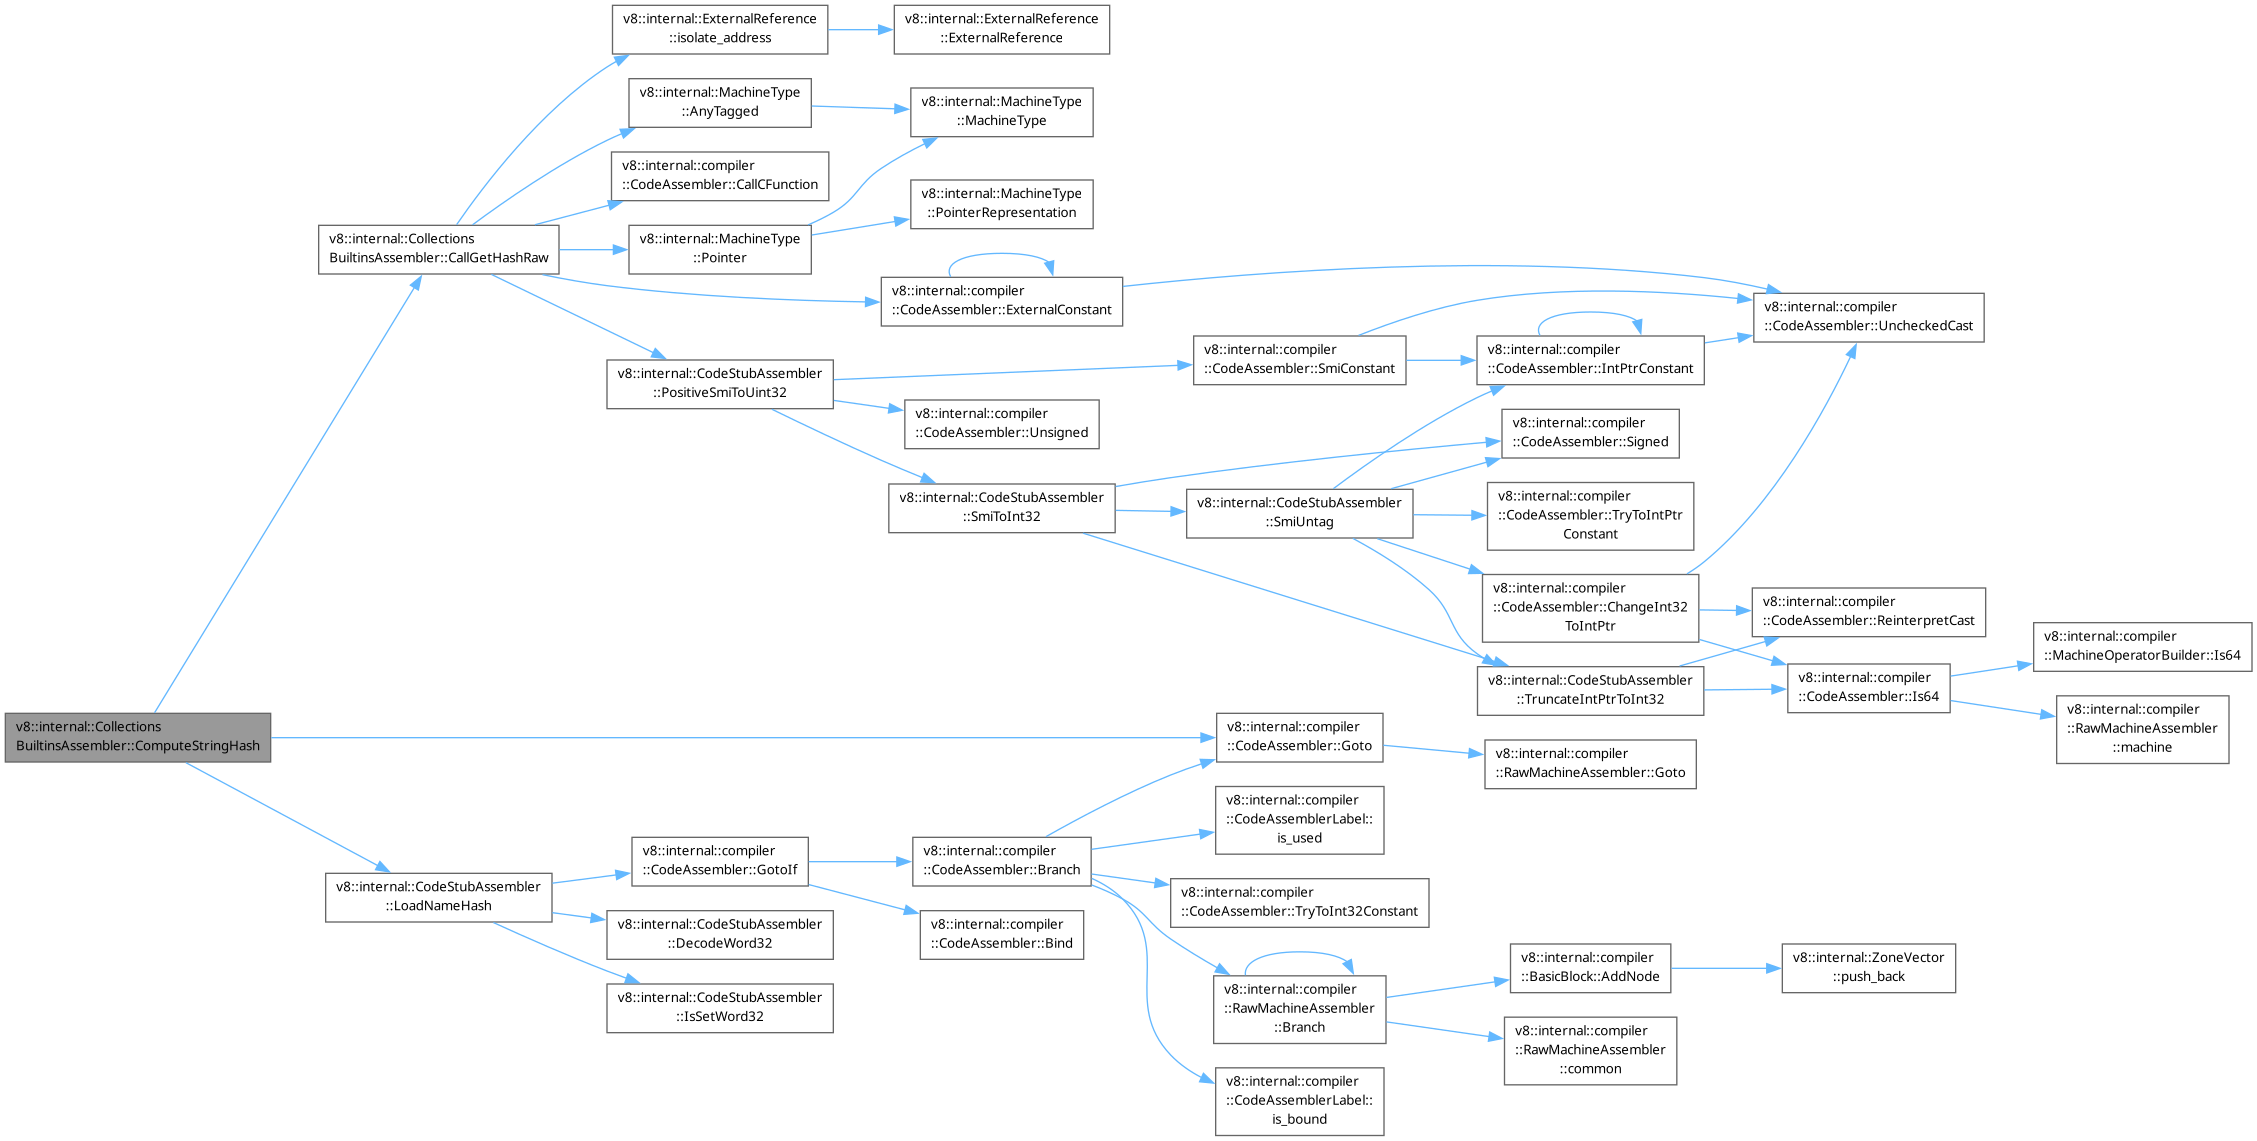 v8::internal::ExternalReference
::isolate_address
v8::internal::ExternalReference
::ExternalReference
v8::internal::MachineType
::AnyTagged
v8::internal::MachineType
::MachineType
v8::internal::compiler
::CodeAssembler::CallCFunction
v8::internal::MachineType
::PointerRepresentation
v8::internal::Collections
BuiltinsAssembler::CallGetHashRaw
v8::internal::MachineType
::Pointer
v8::internal::compiler
::CodeAssembler::ExternalConstant
v8::internal::compiler
::CodeAssembler::UncheckedCast
v8::internal::CodeStubAssembler
::PositiveSmiToUint32
v8::internal::compiler
::CodeAssembler::SmiConstant
v8::internal::compiler
::CodeAssembler::IntPtrConstant
v8::internal::compiler
::CodeAssembler::Unsigned
v8::internal::compiler
::CodeAssembler::Signed
v8::internal::CodeStubAssembler
::SmiToInt32
v8::internal::CodeStubAssembler
::SmiUntag
v8::internal::compiler
::CodeAssembler::TryToIntPtr
Constant
v8::internal::compiler
::CodeAssembler::ChangeInt32
ToIntPtr
v8::internal::compiler
::CodeAssembler::ReinterpretCast
v8::internal::compiler
::MachineOperatorBuilder::Is64
v8::internal::CodeStubAssembler
::TruncateIntPtrToInt32
v8::internal::compiler
::CodeAssembler::Is64
v8::internal::compiler
::RawMachineAssembler
::machine
v8::internal::Collections
BuiltinsAssembler::ComputeStringHash
v8::internal::compiler
::CodeAssembler::Goto
v8::internal::compiler
::RawMachineAssembler::Goto
v8::internal::compiler
::CodeAssemblerLabel::
is_used
v8::internal::CodeStubAssembler
::LoadNameHash
v8::internal::compiler
::CodeAssembler::GotoIf
v8::internal::compiler
::CodeAssembler::Branch
v8::internal::compiler
::CodeAssembler::TryToInt32Constant
v8::internal::CodeStubAssembler
::DecodeWord32
v8::internal::compiler
::CodeAssembler::Bind
v8::internal::CodeStubAssembler
::IsSetWord32
v8::internal::compiler
::RawMachineAssembler
::Branch
v8::internal::compiler
::BasicBlock::AddNode
v8::internal::ZoneVector
::push_back
v8::internal::compiler
::RawMachineAssembler
::common
v8::internal::compiler
::CodeAssemblerLabel::
is_bound